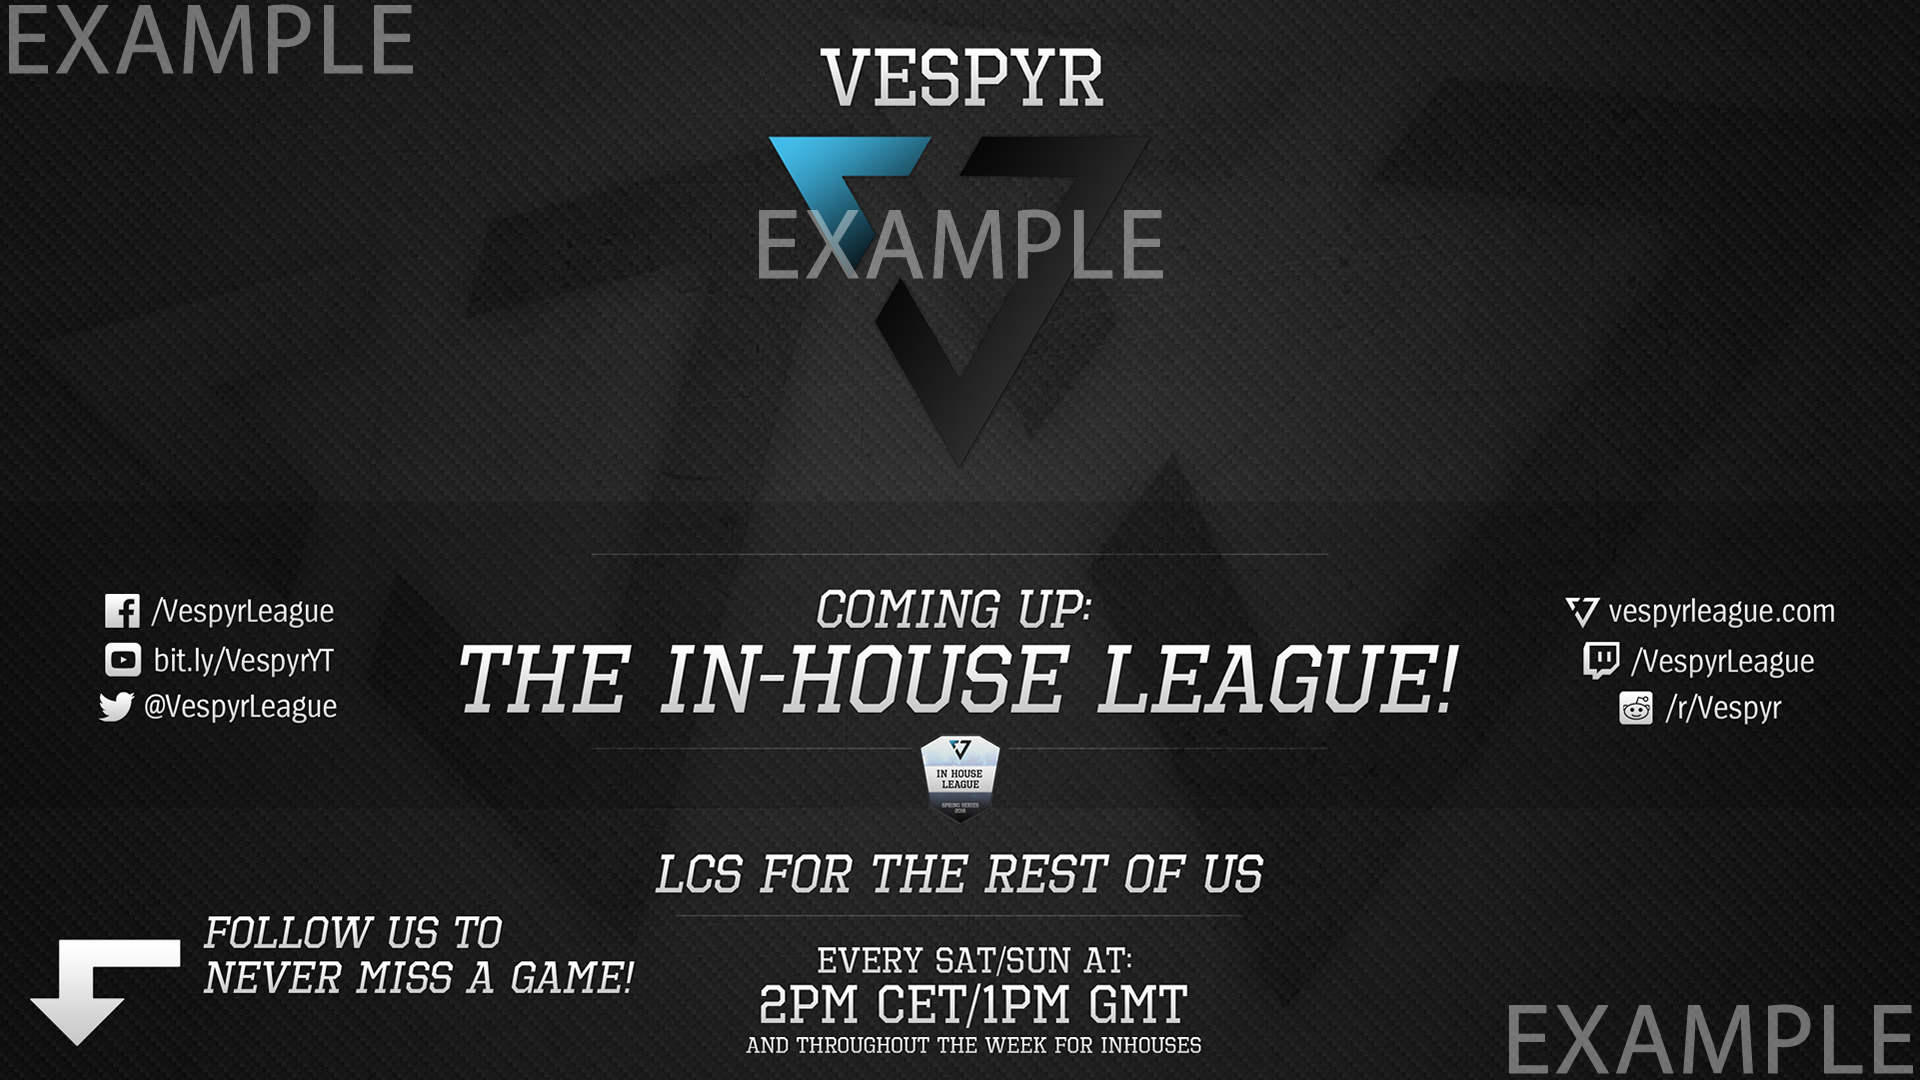 EXAMPLE
VESPYR
EXAMPLE
COMING UP:
THE IN-HOUSE LEAGUE!
/VespyrLeague
bit.ly/VespyrYT
@VespyrLeague
vespyrleague.com
/VespyrLeague
/r/Vespyr
IN HOUSE
LEAGUE
SPRING SERIES
LCS FOR THE REST OF US
FOLLOW US TO
NEVER MISS A GAME!
EVERY SAT/SUN AT:
2PM CET/1PM GMT
AND THROUGHOUT THE WEEK FOR INHOUSES
EXAMPLE